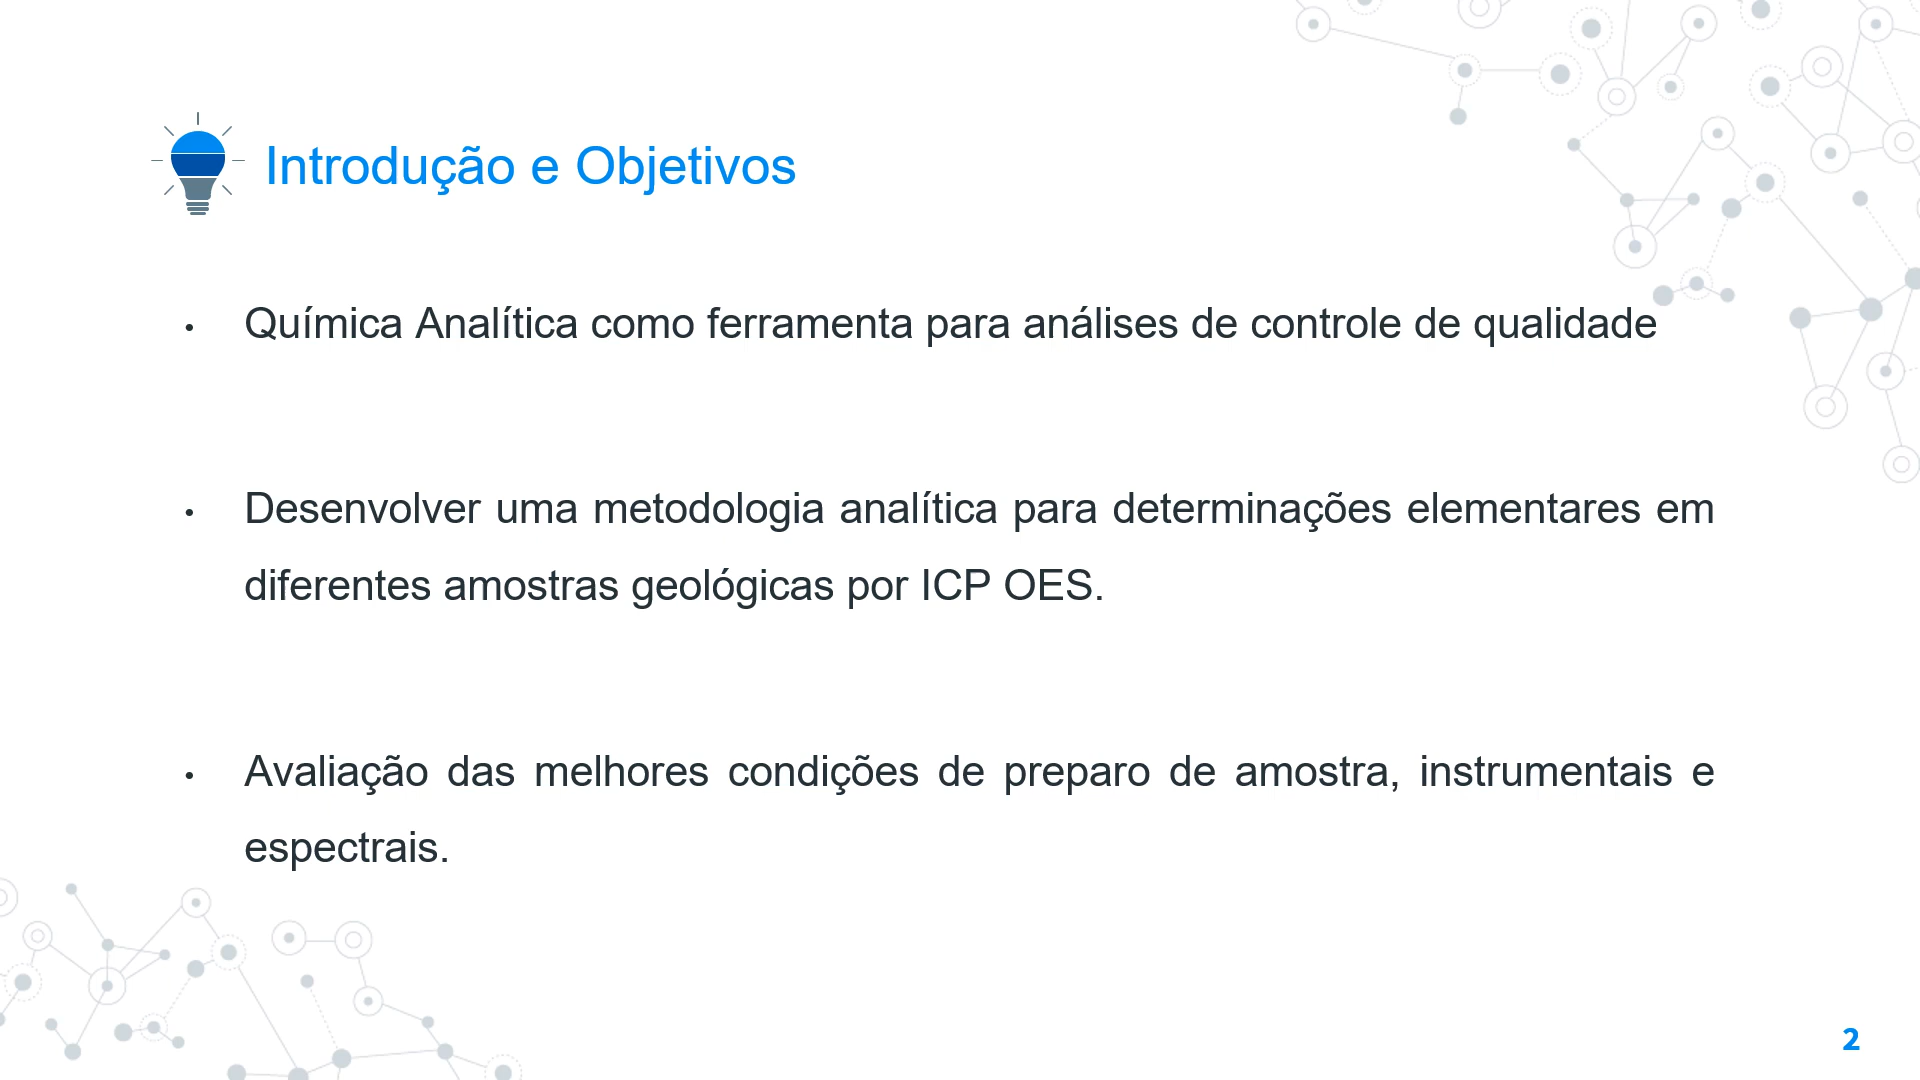 Introdução e Objetivos
• Química Analítica como ferramenta para análises de controle de qualidade
• Desenvolver uma metodologia analítica para determinações elementares em
diferentes amostras geológicas por ICP OES.
• Avaliação das melhores condições de preparo de amostra, instrumentais e
espectrais.
2